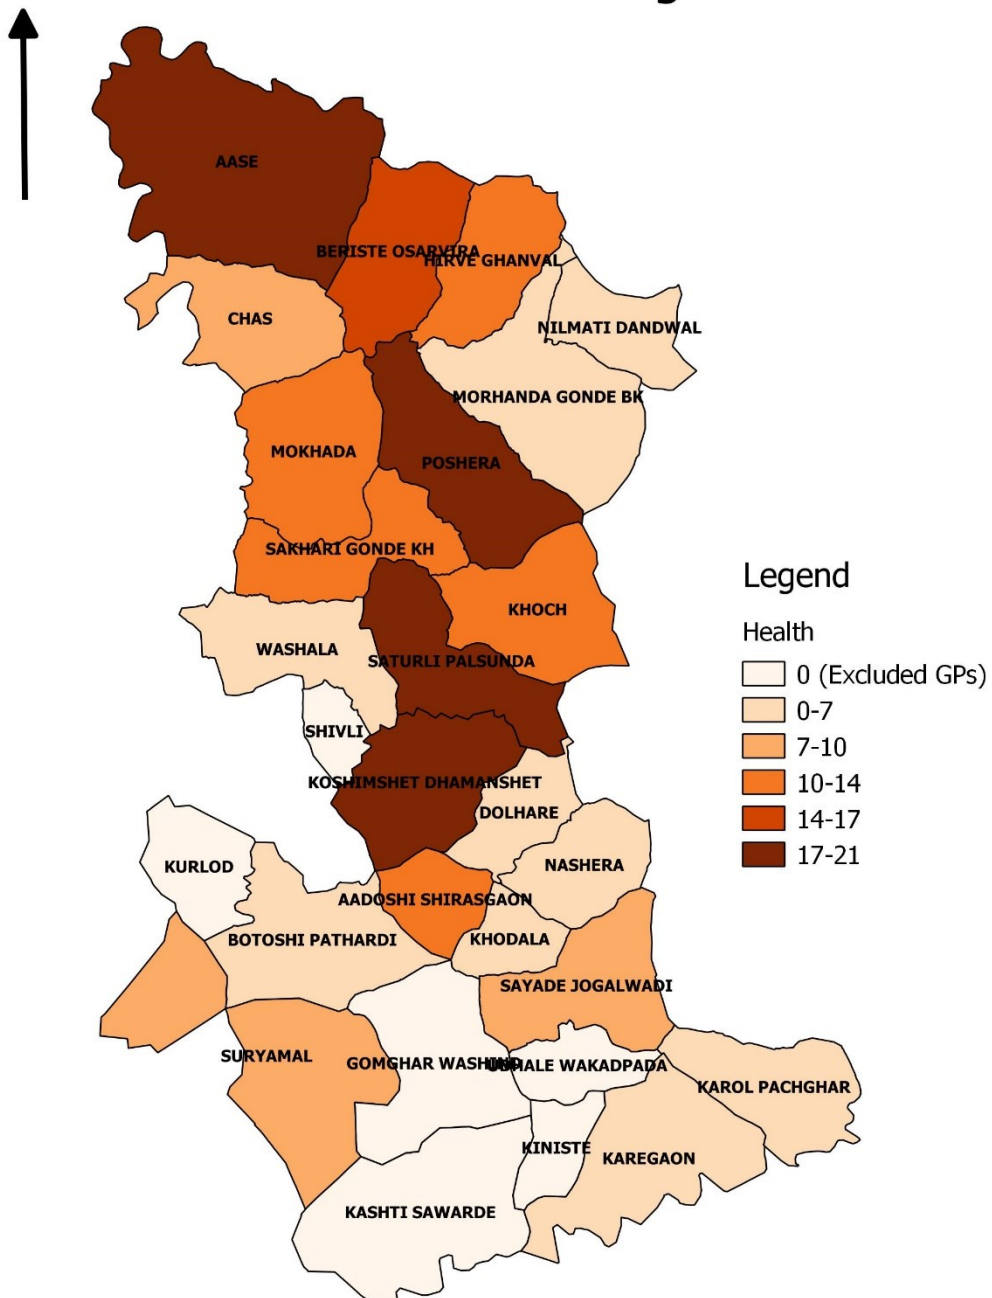 AASE
BERISTE OSARVIRA
HIRVE GHANVAL
CHAS
NILMATI DANDWAL
MORHANDA GONDE BK
MOKHADA
POSHERA
SAKHARI GONDE KH
KHOCH
WASHALA
SATURLI PALSUNDA
SHIVLI
KOSHIMSHET DHAMANSHET
DOLHARE
KURLOD
NASHERA
AADOSHI SHIRASGAON
BOTOSHI PATHARDI
KHODALA
SAYADE JOGALWADI
SURYAMAL
GOMGHAR WASHIND
WAKADPADA
KAROL PACHGHAR
KINISTE
KAREGAON
KASHTI SAWARDE
Legend
Health
0 (Excluded GPs)
0-7
7-10
10-14
14-17
17-21